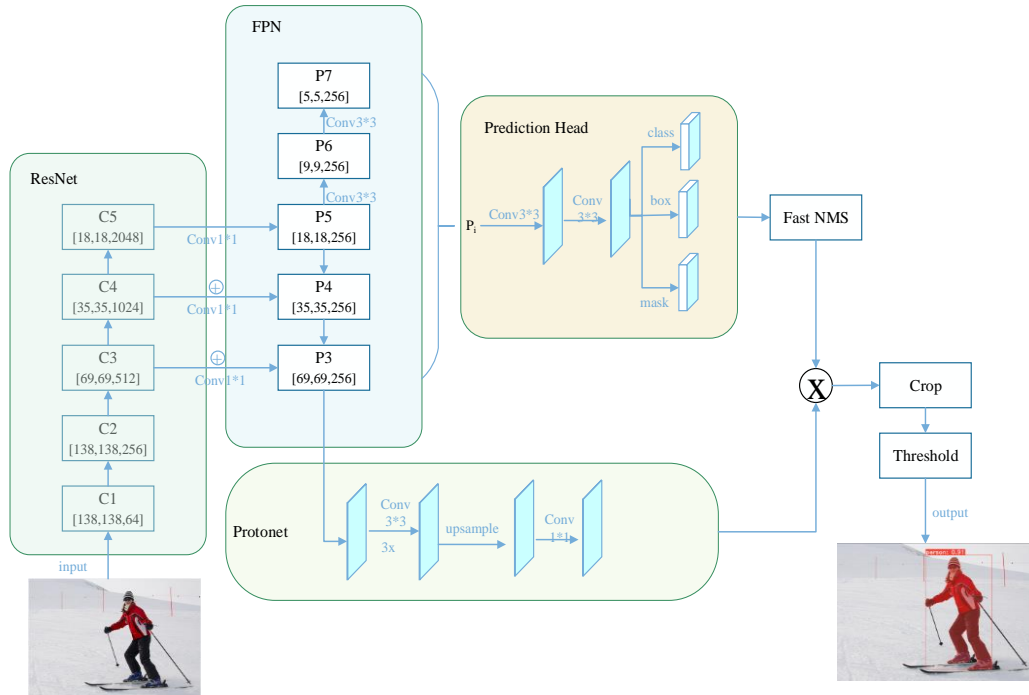 FPN
P7
[5,5,256]
Conv3*3
P6
[9,9,256]
Conv3*3
P5
[18,18,256]
P4
[35,35,256]
P3
[69,69,256]
ResNet
C5
[18,18,2048]
C4
[35,35,1024]
C3
[69,69,512]
C2
[138,138,256]
C1
[138,138,64]
input
Conv1*1
Conv1*1
Conv1*1
Prediction Head
Pi
Conv3*3
Conv
3*3
class
box
mask
Fast NMS
X
Crop
Threshold
output
Protonet
Conv
3*3
3x
upsample
Conv
1*1
person: 0.91